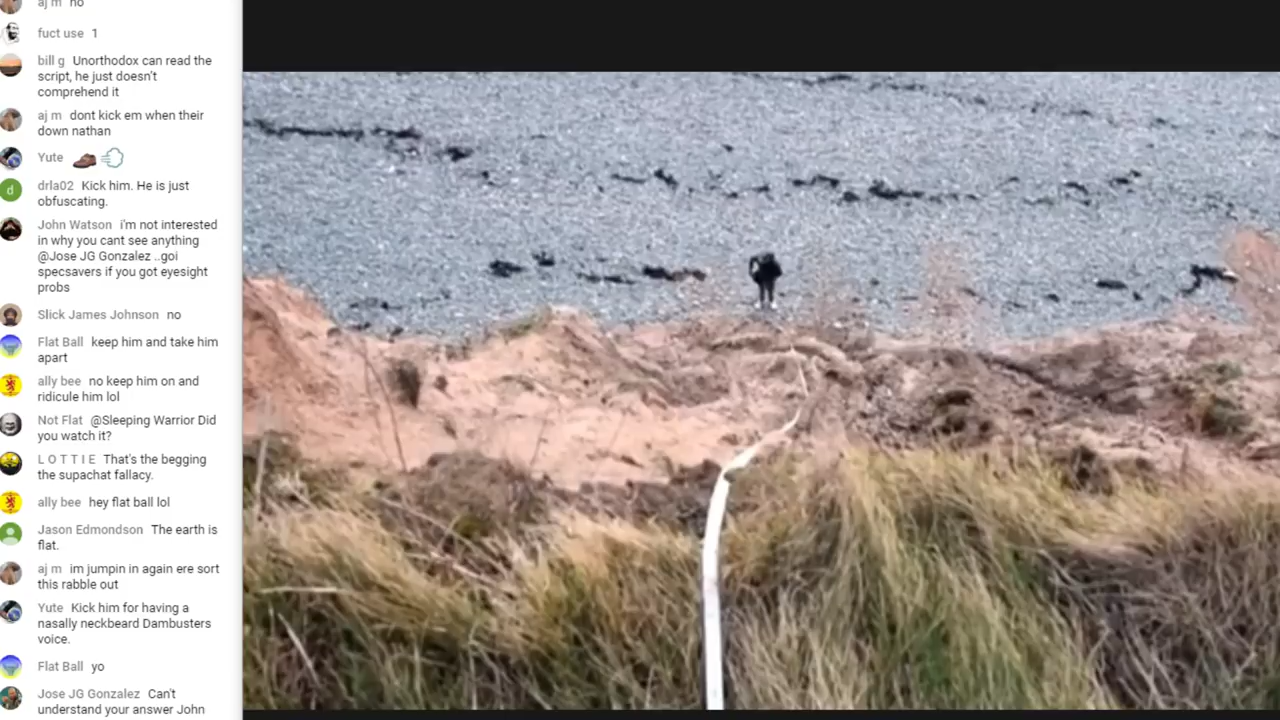 aj m no
fuct use 1
bill g Unorthodox can read the
script, he just doesn't
comprehend it
aj m dont kick em when their
down nathan
Yute
drla02 Kick him. He is just
obfuscating.
John Watson i'm not interested
in why you cant see anything
@Jose JG Gonzalez ..goi
specsavers if you got eyesight
probs
Slick James Johnson no
Flat Ball keep him and take him
apart
ally bee no keep him on and
ridicule him lol
Not Flat @Sleeping Warrior Did
you watch it?
L O T T I E That's the begging
the supachat fallacy.
ally bee hey flat ball lol
Jason Edmondson The earth is
flat.
aj m im jumpin in again ere sort
this rabble out
Yute Kick him for having a
nasally neckbeard Dambusters
voice.
Flat Ball yo
Jose JG Gonzalez Can't
understand your answer John
d